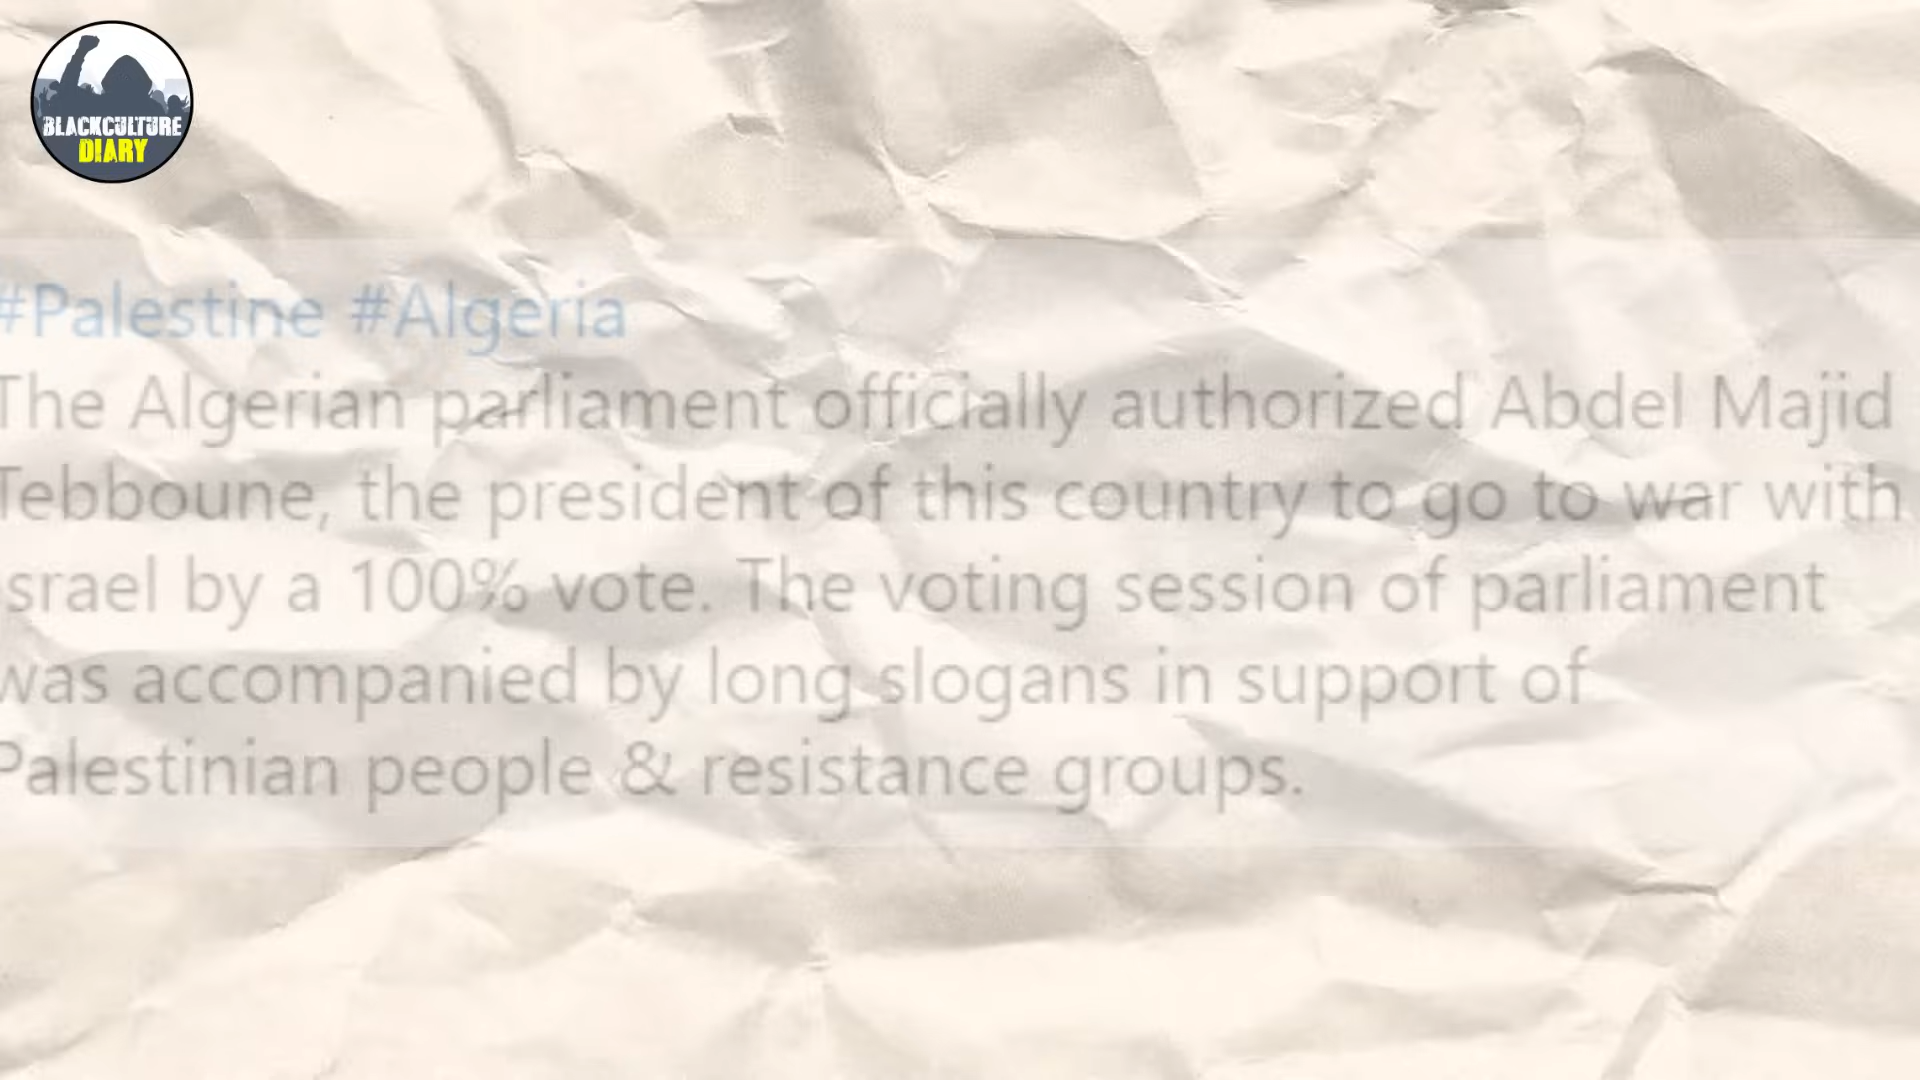 BLACKCULTURE
DIARY
#Palestine #Algeria
The Algerian parliament officially authorized Abdel Majid
Tebboune, the president of this country to go to war with
Israel by a 100% vote. The voting session of parliament
was accompanied by long slogans in support of
Palestinian people & resistance groups.